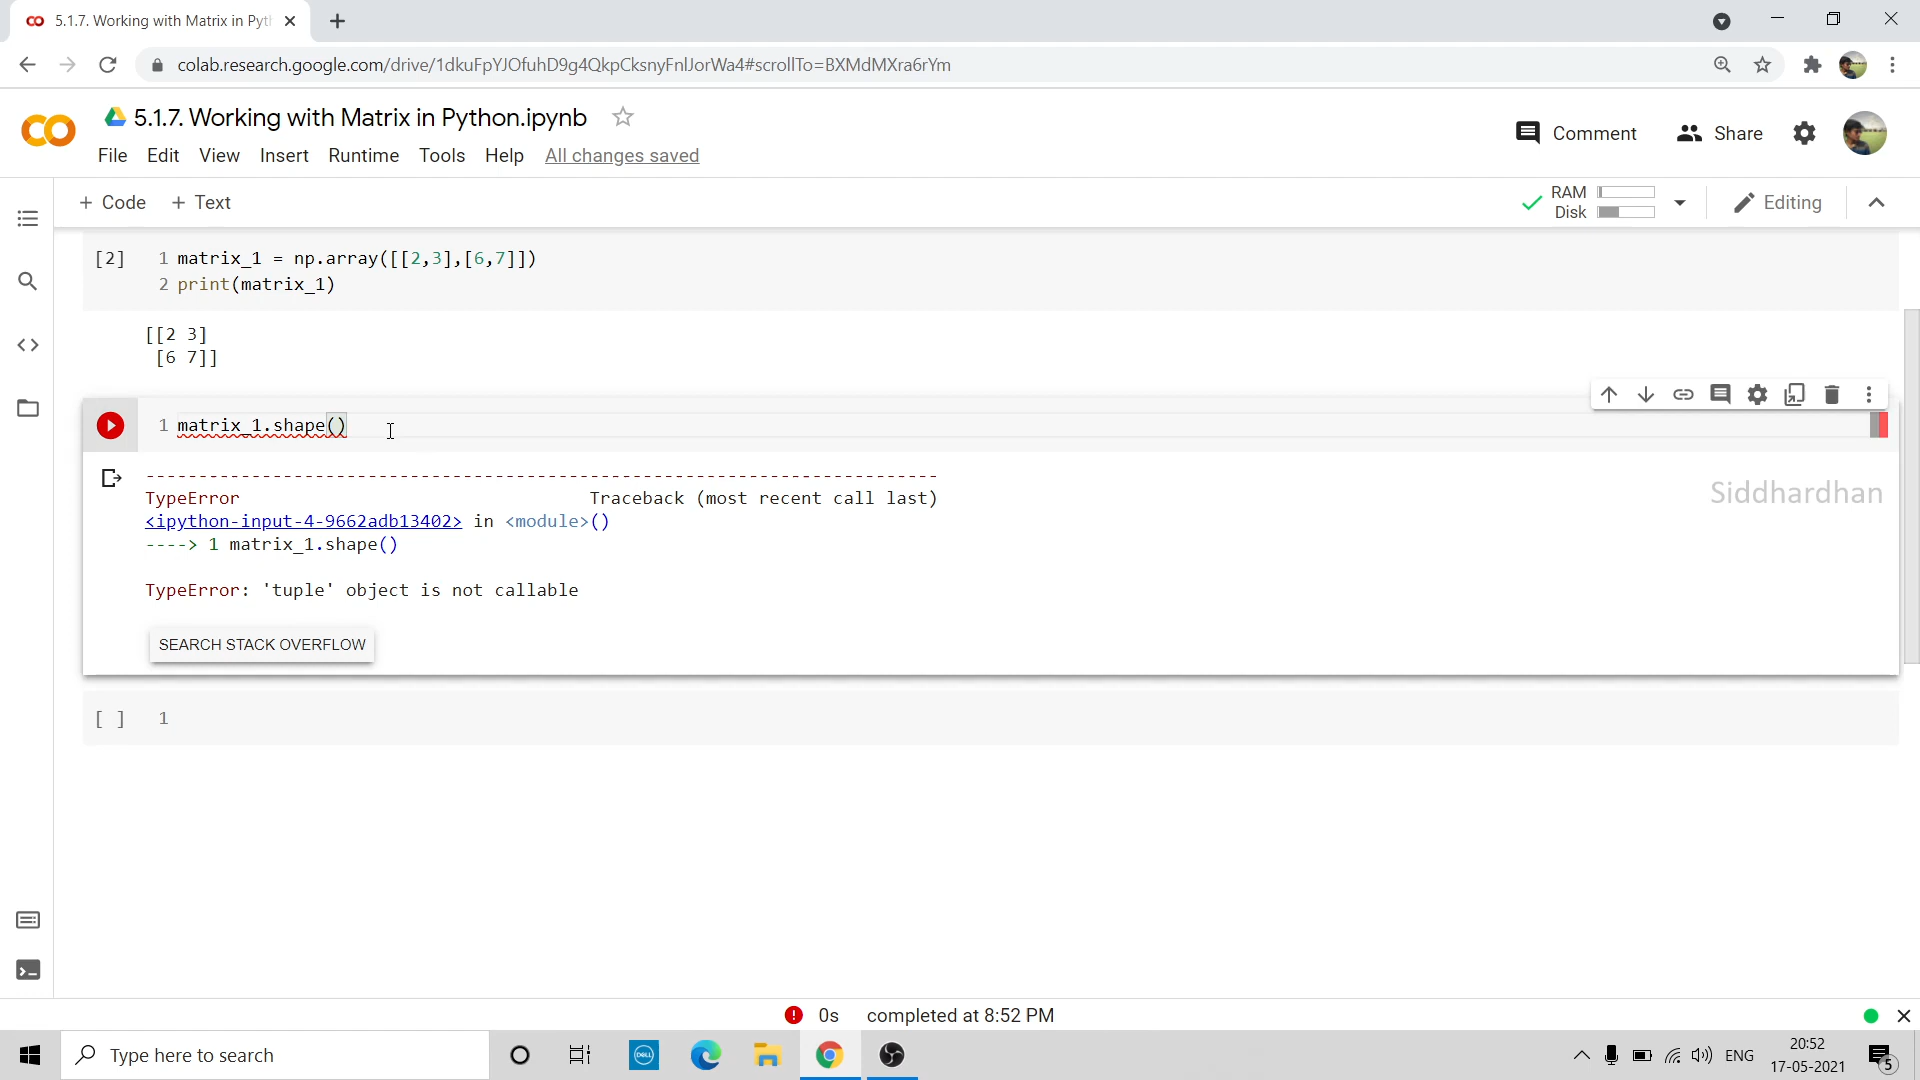 5.1.7. Working with Matrix in Pyth
colab.research.google.com/drive/1dkuFpYJOfuhD9g4QkpCksnyFnlJorWa4#scrollTo=BXMdMXra6rYm
5.1.7. Working with Matrix in Python.ipynb
Comment
Share
File Edit View Insert Runtime Tools Help All changes saved
+ Code + Text
RAM
Disk
Editing
[2] 1 matrix_1 = np.array([[2,3],[6,7]])
2 print(matrix_1)
[[2 3]
[6 7]]
1 matrix_1.shape()
---------------------------------------------------------------------------
TypeError Traceback (most recent call last)
<ipython-input-4-9662adb13402> in <module>()
----> 1 matrix_1.shape()
TypeError: 'tuple' object is not callable
Siddhardhan
SEARCH STACK OVERFLOW
[ ] 1
0s completed at 8:52 PM
Type here to search
DELL
ENG
20:52
17-05-2021
5